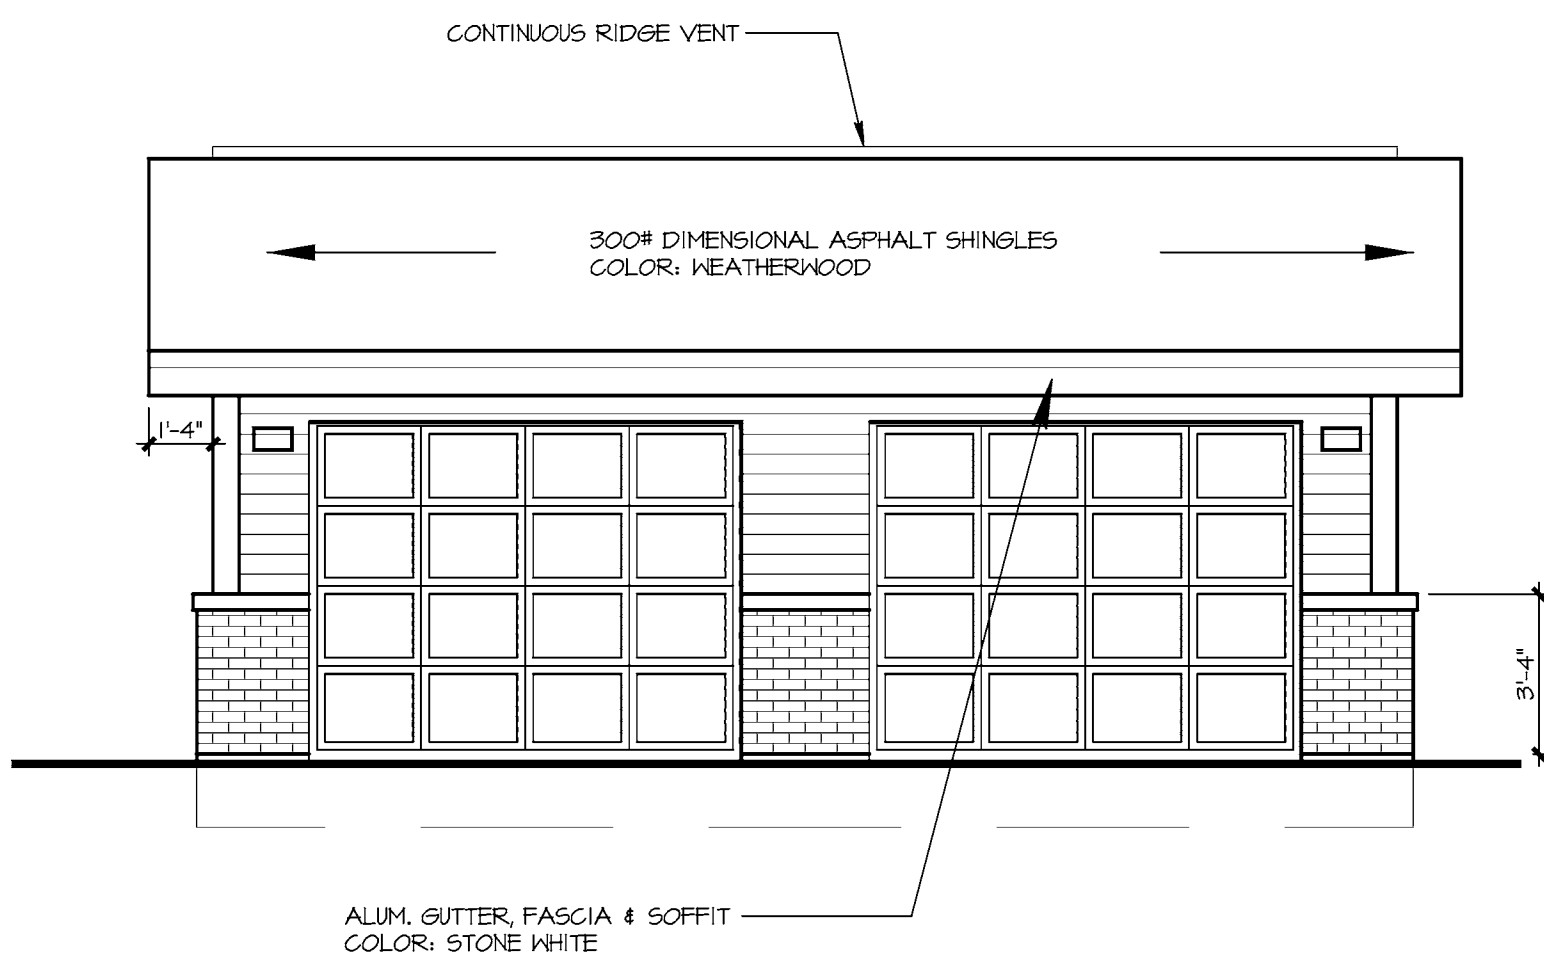 CONTINUOUS RIDGE VENT
300# DIMENSIONAL ASPHALT SHINGLES
COLOR: WEATHERWOOD
1'-4"
3'-4"
ALUM. GUTTER, FASCIA & SOFFIT
COLOR: STONE WHITE